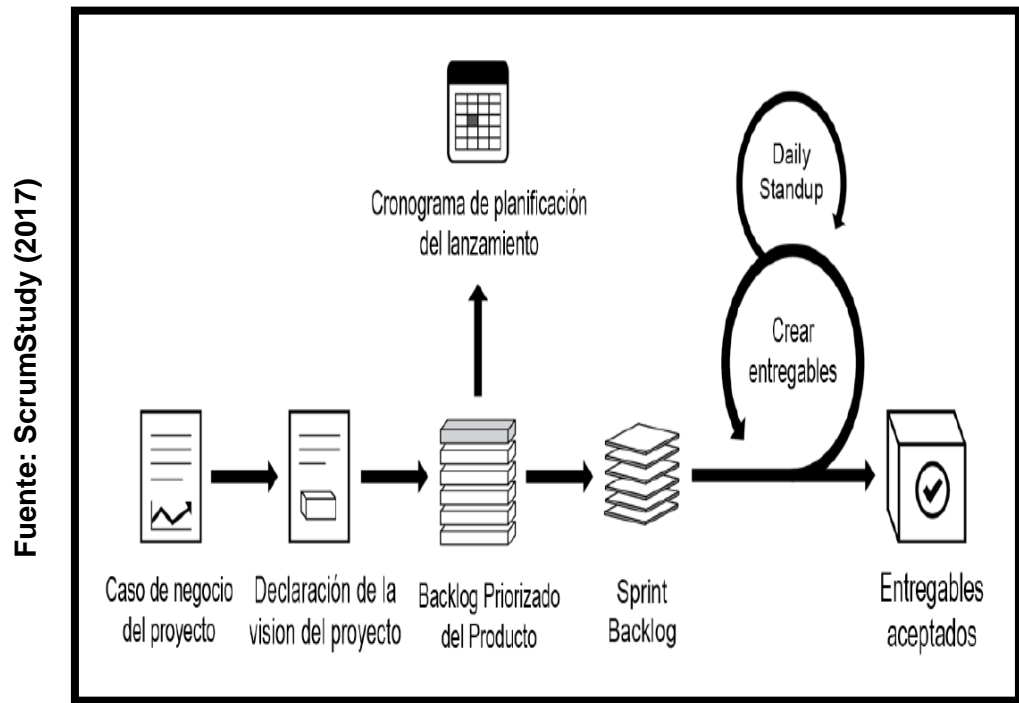 Fuente: ScrumStudy (2017)
Cronograma de planificación
del lanzamiento
Daily
Standup
Crear
entregables
Caso de negocio
del proyecto
Declaración de la
vision del proyecto
Backlog Priorizado
del Producto
Sprint
Backlog
Entregables
aceptados